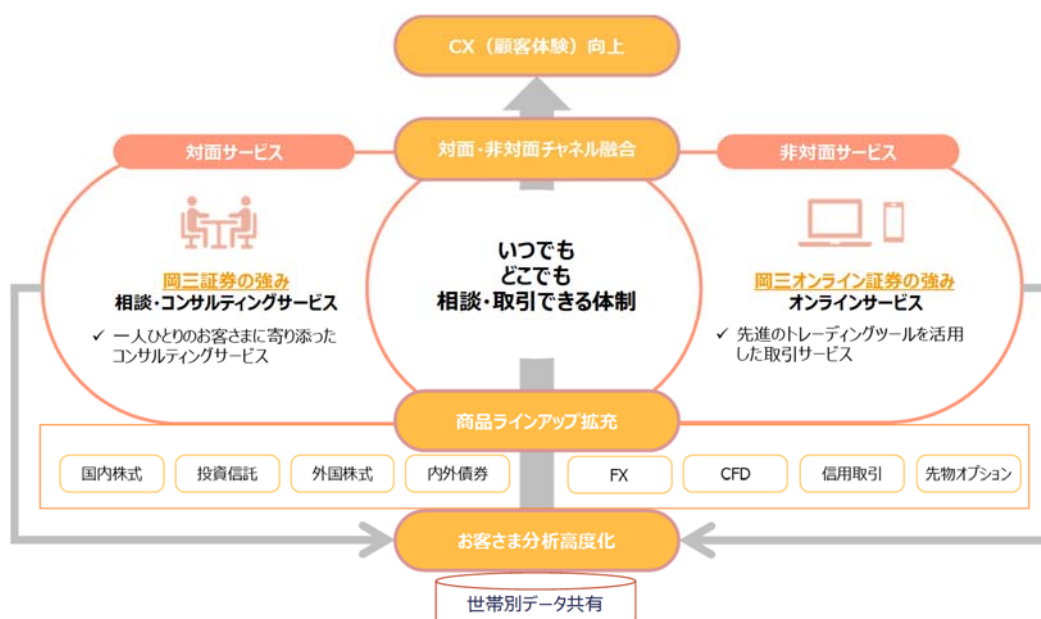 CX（顧客体験）向上
対面・非対面チャネル融合
対面サービス
非対面サービス
岡三証券の強み
相談・コンサルティングサービス
✓ 一人ひとりのお客さまに寄り添った
コンサルティングサービス
いつでも
どこでも
相談・取引できる体制
岡三オンライン証券の強み
オンラインサービス
✓ 先進のトレーディングツールを活用
した取引サービス
商品ラインアップ拡充
国内株式
投資信託
外国株式
内外債券
FX
CFD
信用取引
先物オプション
お客さま分析高度化
世帯別データ共有